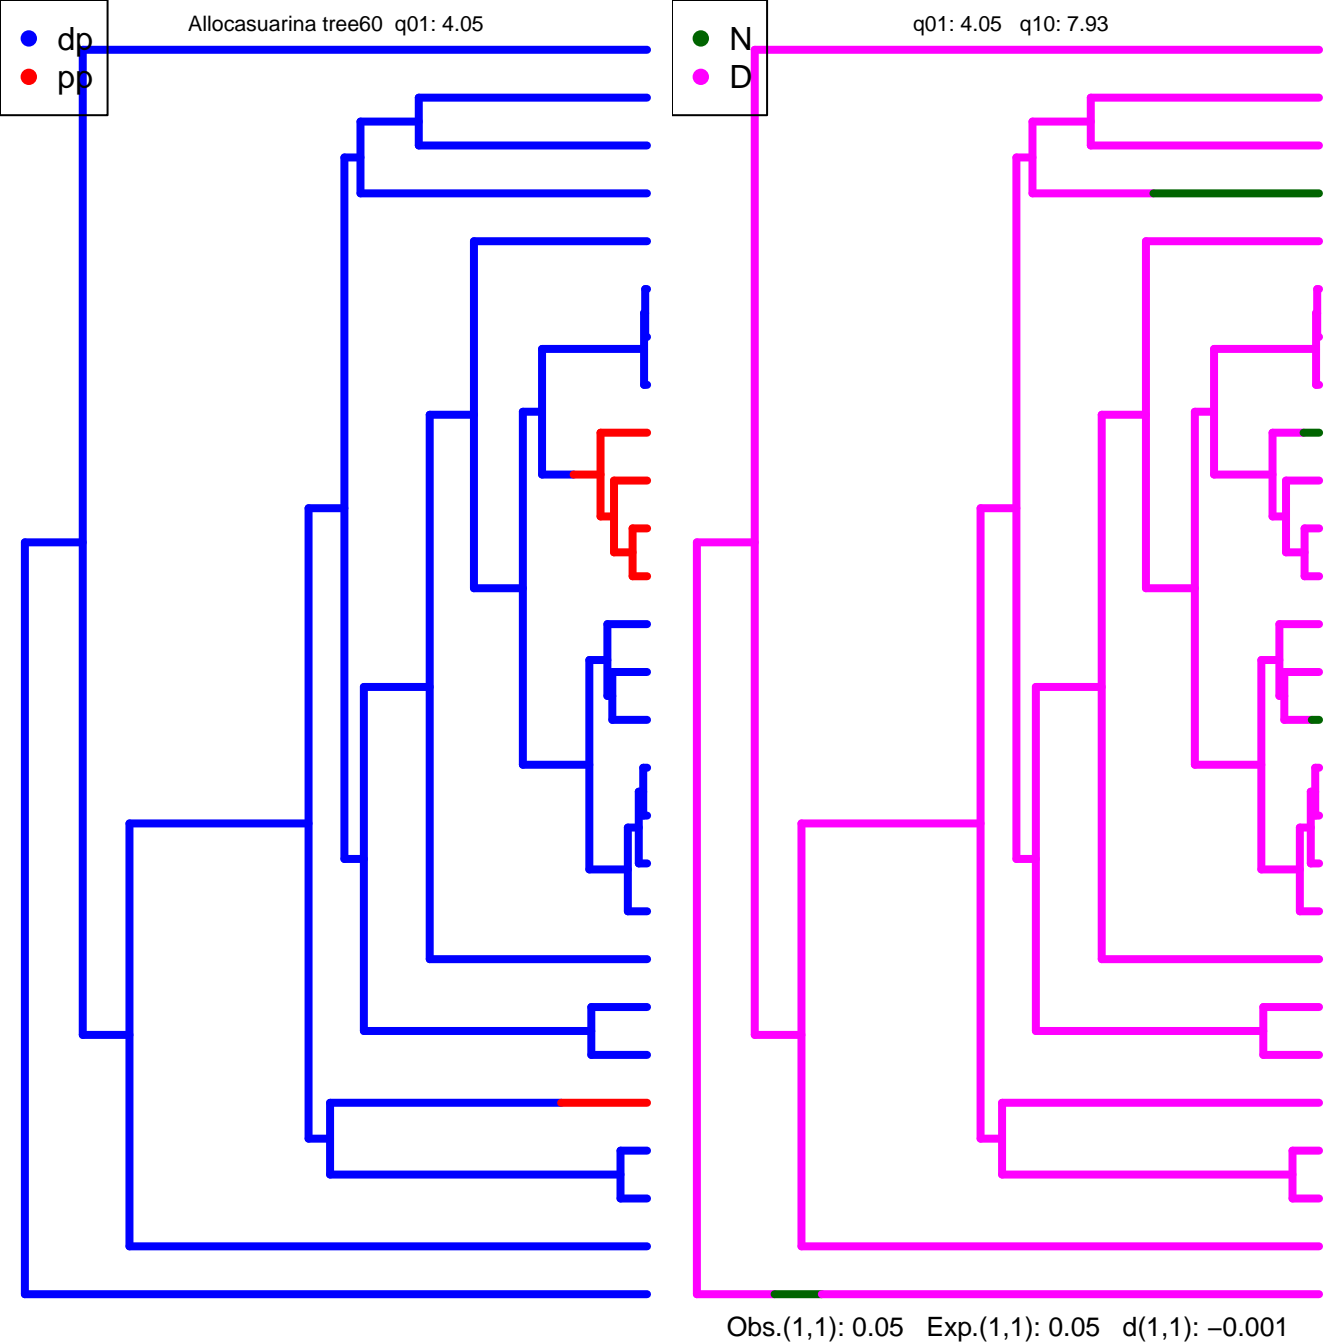 Allocasuarina tree60  q01: 4.05
dp
pp
q01: 4.05   q10: 7.93
N
D
Obs.(1,1): 0.05   Exp.(1,1): 0.05   d(1,1): −0.001